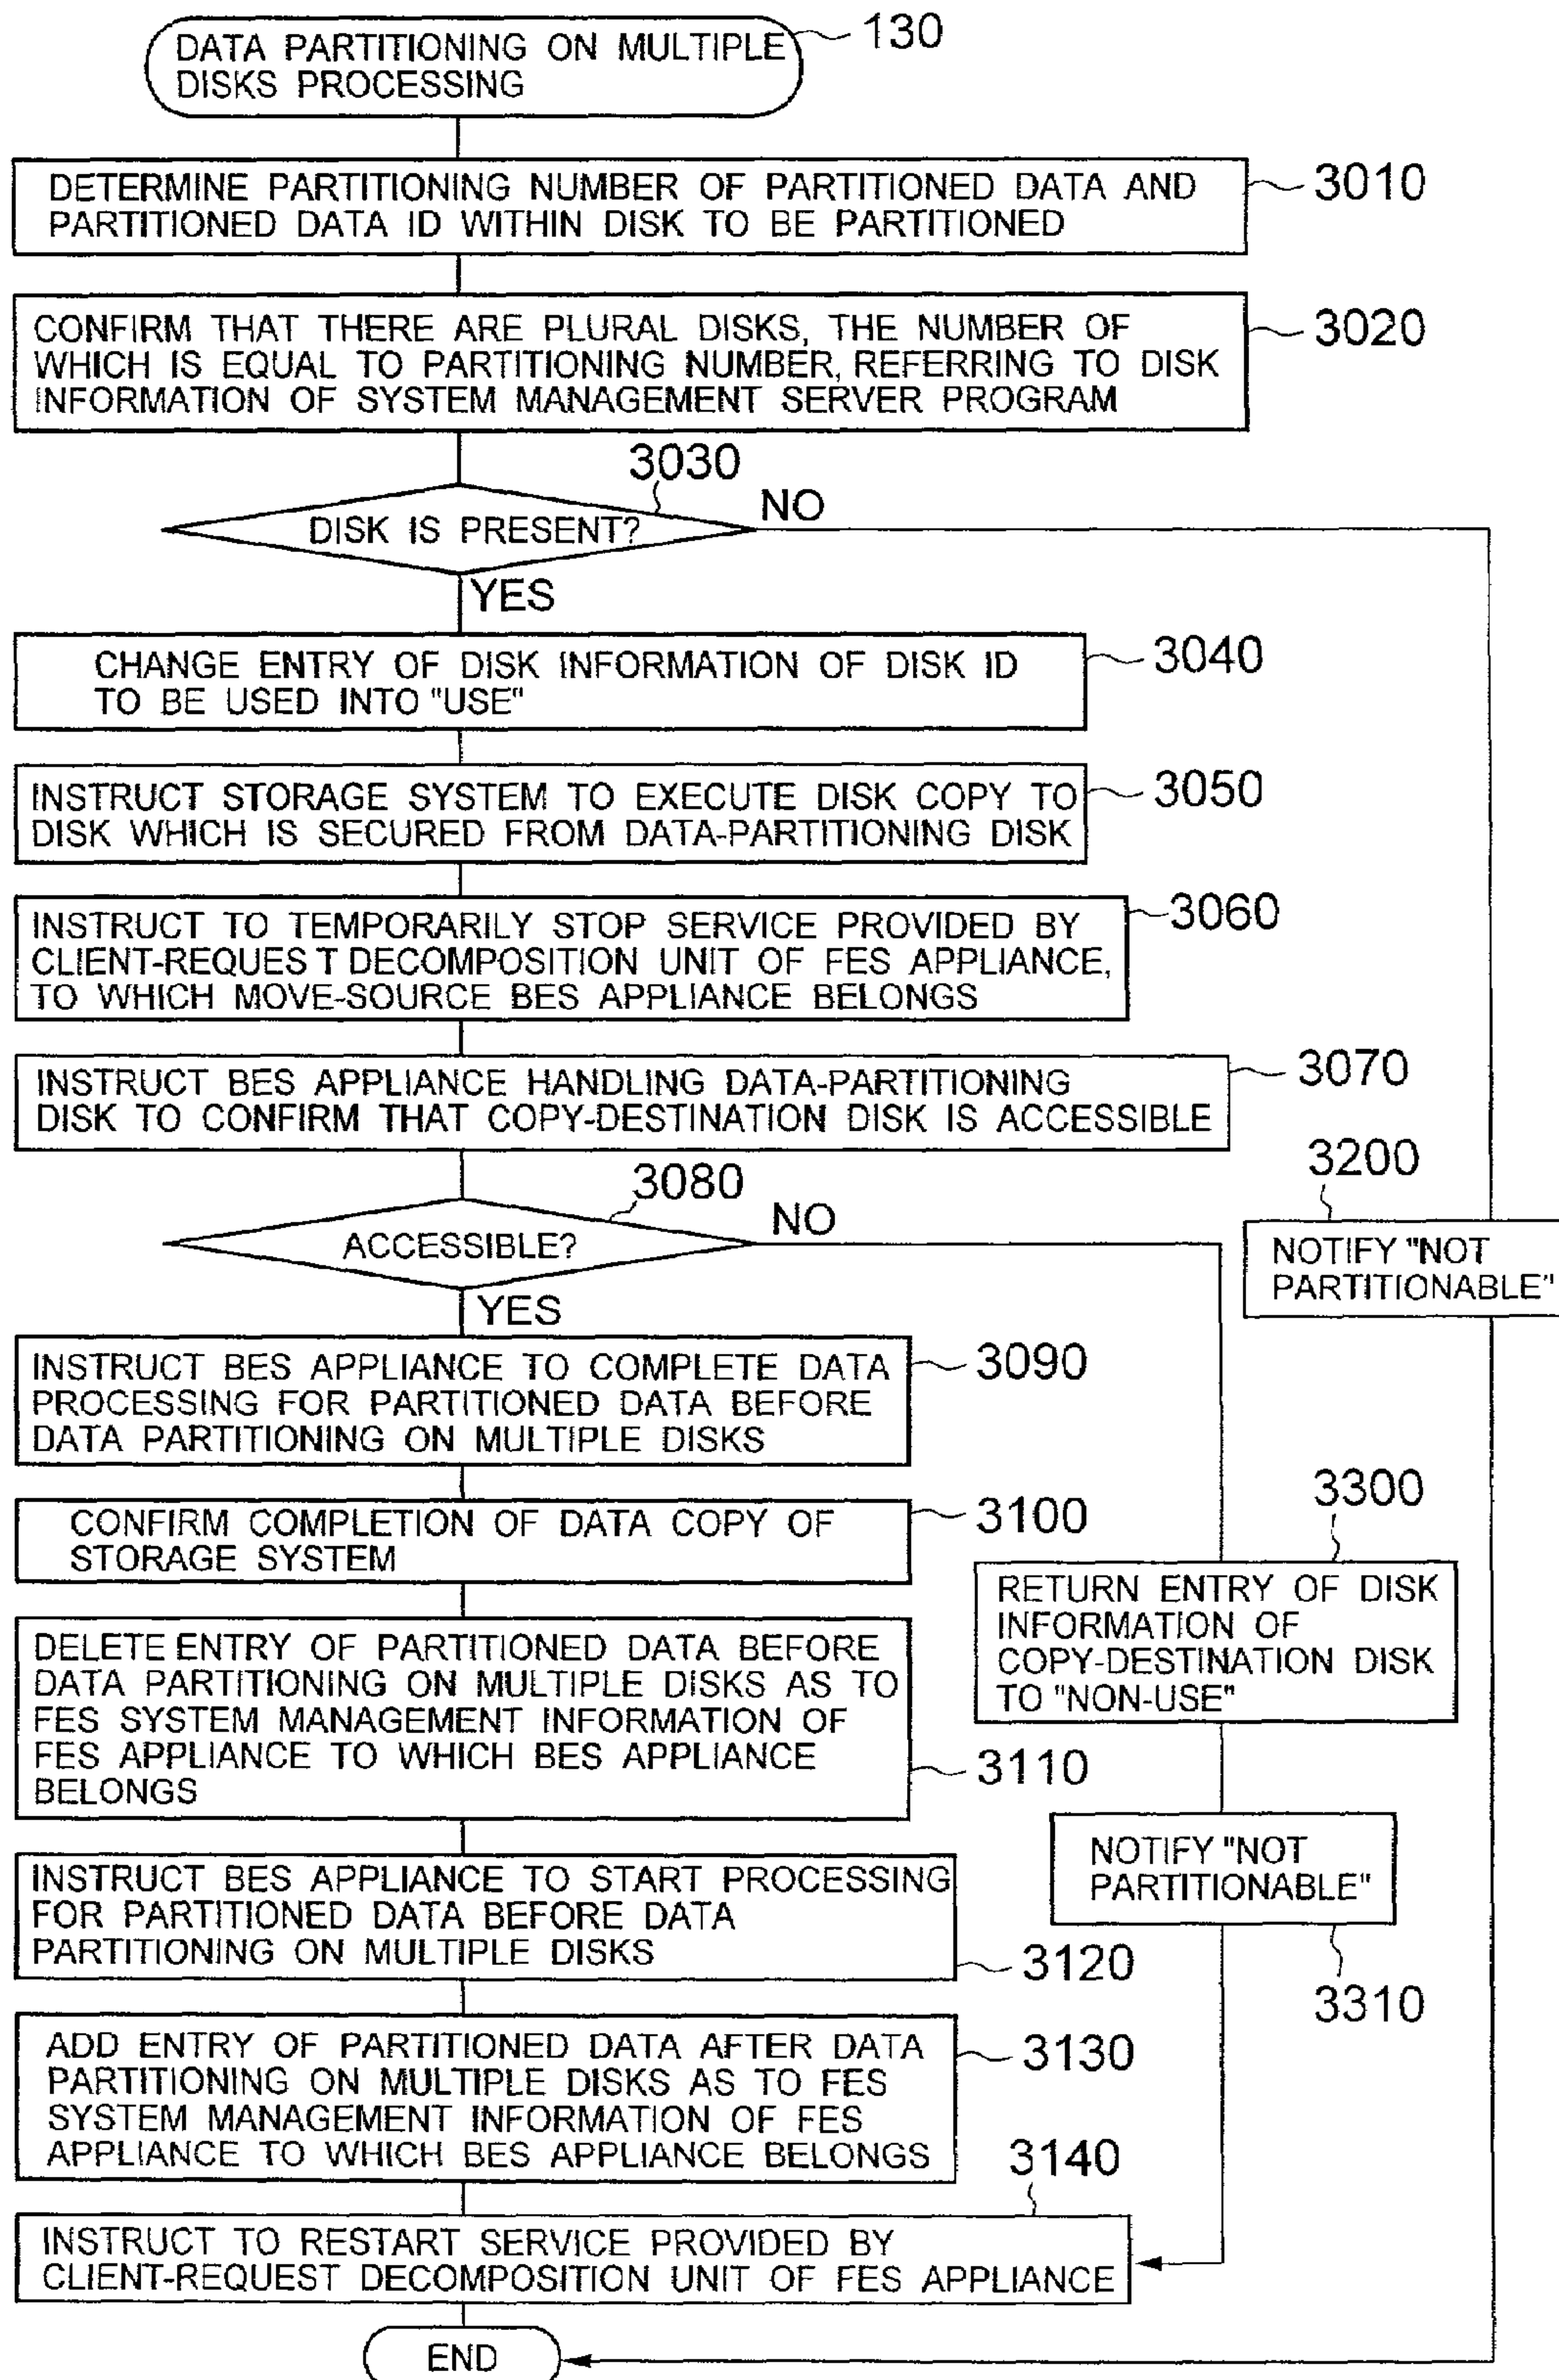 DATA PARTITIONING ON MULTIPLE
DISKS PROCESSING
130
DETERMINE PARTITIONING NUMBER OF PARTITIONED DATA AND
PARTITIONED DATA ID WITHIN DISK TO BE PARTITIONED
3010
CONFIRM THAT THERE ARE PLURAL DISKS, THE NUMBER OF
WHICH IS EQUAL TO PARTITIONING NUMBER, REFERRING TO DISK
INFORMATION OF SYSTEM MANAGEMENT SERVER PROGRAM
3020
3030
DISK IS PRESENT?
NO
YES
CHANGE ENTRY OF DISK INFORMATION OF DISK ID
TO BE USED INTO "USE"
3040
INSTRUCT STORAGE SYSTEM TO EXECUTE DISK COPY TO
DISK WHICH IS SECURED FROM DATA-PARTITIONING DISK
3050
INSTRUCT TO TEMPORARILY STOP SERVICE PROVIDED BY
CLIENT-REQUEST DECOMPOSITION UNIT OF FES APPLIANCE,
TO WHICH MOVE-SOURCE BES APPLIANCE BELONGS
3060
INSTRUCT BES APPLIANCE HANDLING DATA-PARTITIONING
DISK TO CONFIRM THAT COPY-DESTINATION DISK IS ACCESSIBLE
3070
3080
ACCESSIBLE?
NO
YES
3200
NOTIFY "NOT
PARTITIONABLE"
INSTRUCT BES APPLIANCE TO COMPLETE DATA
PROCESSING FOR PARTITIONED DATA BEFORE
DATA PARTITIONING ON MULTIPLE DISKS
3090
CONFIRM COMPLETION OF DATA COPY OF
STORAGE SYSTEM
3100
3300
RETURN ENTRY OF DISK
INFORMATION OF
COPY-DESTINATION DISK
TO "NON-USE"
DELETE ENTRY OF PARTITIONED DATA BEFORE
DATA PARTITIONING ON MULTIPLE DISKS AS TO
FES SYSTEM MANAGEMENT INFORMATION OF
FES APPLIANCE TO WHICH BES APPLIANCE
BELONGS
3110
NOTIFY "NOT
PARTITIONABLE"
3310
INSTRUCT BES APPLIANCE TO START PROCESSING
FOR PARTITIONED DATA BEFORE DATA
PARTITIONING ON MULTIPLE DISKS
3120
ADD ENTRY OF PARTITIONED DATA AFTER DATA
PARTITIONING ON MULTIPLE DISKS AS TO FES
SYSTEM MANAGEMENT INFORMATION OF FES
APPLIANCE TO WHICH BES APPLIANCE BELONGS
3130
3140
INSTRUCT TO RESTART SERVICE PROVIDED BY
CLIENT-REQUEST DECOMPOSITION UNIT OF FES APPLIANCE
END